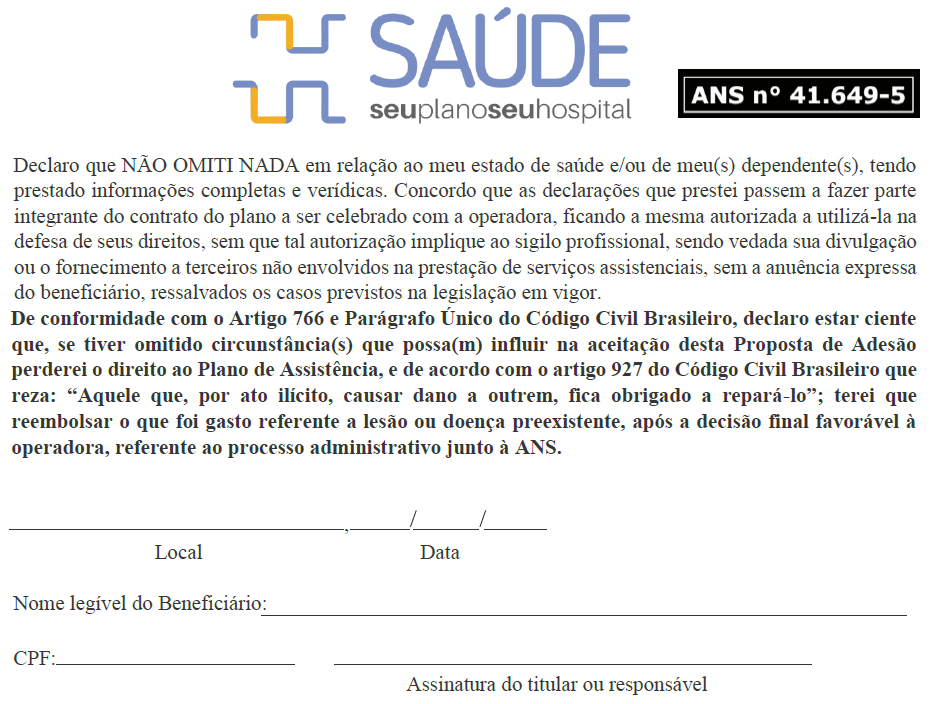 SAÚDE
seuplanoseuhospital
ANS nº 41.649-5
Declaro que NÃO OMITI NADA em relação ao meu estado de saúde e/ou de meu(s) dependente(s), tendo
prestado informações completas e verídicas. Concordo que as declarações que prestei passem a fazer parte
integrante do contrato do plano a ser celebrado com a operadora, ficando a mesma autorizada a utilizá-la na
defesa de seus direitos, sem que tal autorização implique ao sigilo profissional, sendo vedada sua divulgação
ou o fornecimento a terceiros não envolvidos na prestação de serviços assistenciais, sem a anuência expressa
do beneficiário, ressalvados os casos previstos na legislação em vigor.
De conformidade com o Artigo 766 e Parágrafo Único do Código Civil Brasileiro, declaro estar ciente
que, se tiver omitido circunstância(s) que possa(m) influir na aceitação desta Proposta de Adesão
perderei o direito ao Plano de Assistência, e de acordo com o artigo 927 do Código Civil Brasileiro que
reza: “Aquele que, por ato ilícito, causar dano a outrem, fica obrigado a repará-lo”; terei que
reembolsar o que foi gasto referente a lesão ou doença preexistente, após a decisão final favorável à
operadora, referente ao processo administrativo junto à ANS.
________________________________,______/______/______
Local Data
Nome legível do Beneficiário:______________________________
CPF:______________________ ______________________________
Assinatura do titular ou responsável